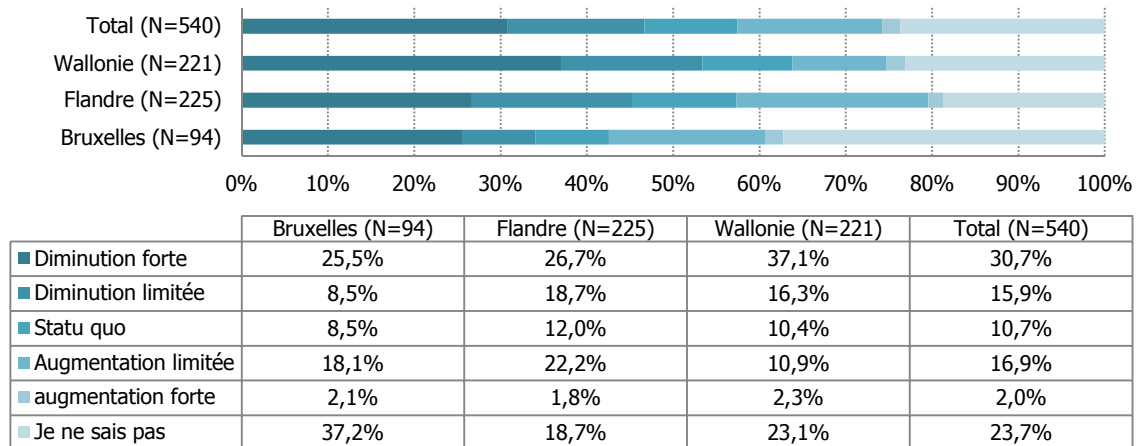 Total (N=540)
Wallonie (N=221)
Flandre (N=225)
Bruxelles (N=94)
0% 10% 20% 30% 40% 50% 60% 70% 80% 90% 100%
Bruxelles (N=94) Flandre (N=225) Wallonie (N=221) Total (N=540)
Diminution forte 25,5% 26,7% 37,1% 30,7%
Diminution limitée 8,5% 18,7% 16,3% 15,9%
Statu quo 8,5% 12,0% 10,4% 10,7%
Augmentation limitée 18,1% 22,2% 10,9% 16,9%
augmentation forte 2,1% 1,8% 2,3% 2,0%
Je ne sais pas 37,2% 18,7% 23,1% 23,7%